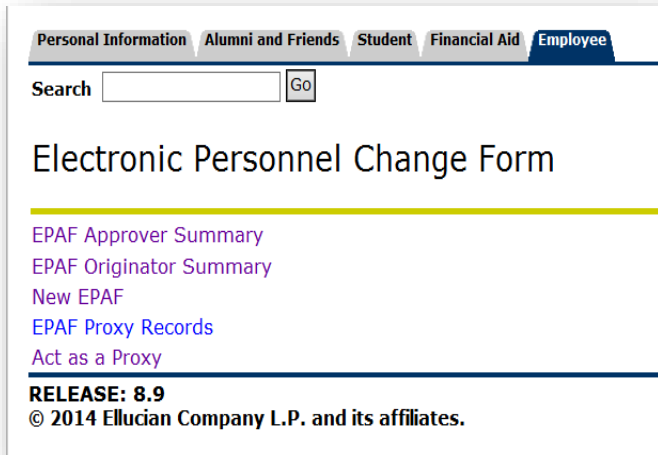 Personal Information Alumni and Friends Student Financial Aid Employee
Search Go
Electronic Personnel Change Form
EPAF Approver Summary
EPAF Originator Summary
New EPAF
EPAF Proxy Records
Act as a Proxy
RELEASE: 8.9
© 2014 Ellucian Company L.P. and its affiliates.